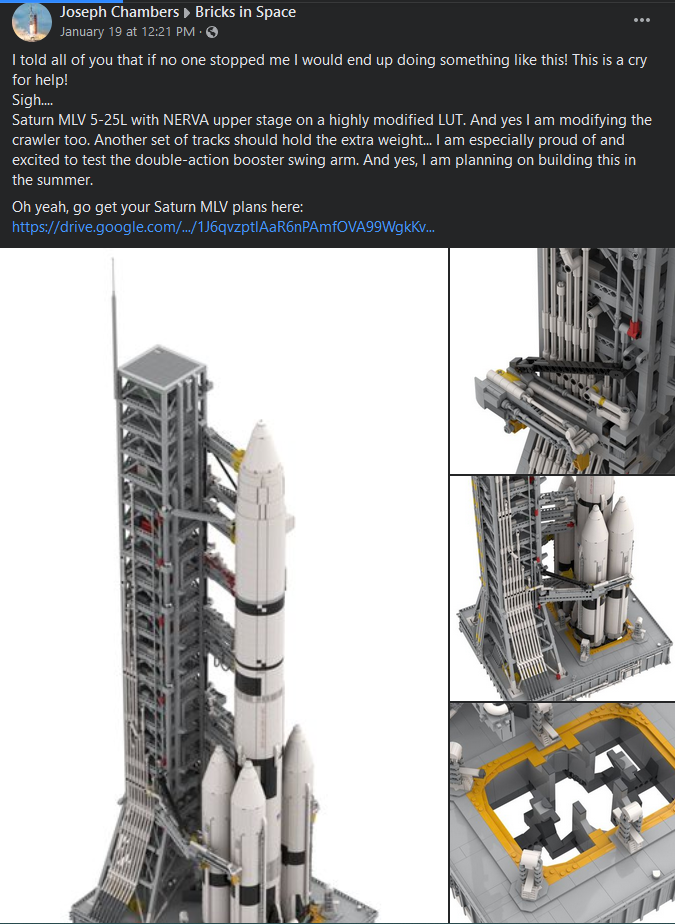 Joseph Chambers ▸ Bricks in Space
January 19 at 12:21 PM ·
I told all of you that if no one stopped me I would end up doing something like this! This is a cry
for help!
Sigh....
Saturn MLV 5-25L with NERVA upper stage on a highly modified LUT. And yes I am modifying the
crawler too. Another set of tracks should hold the extra weight... I am especially proud of and
excited to test the double-action booster swing arm. And yes, I am planning on building this in
the summer.
Oh yeah, go get your Saturn MLV plans here:
https://drive.google.com/.../1J6qvzptlAaR6nPAmfOVA99WgkKv...